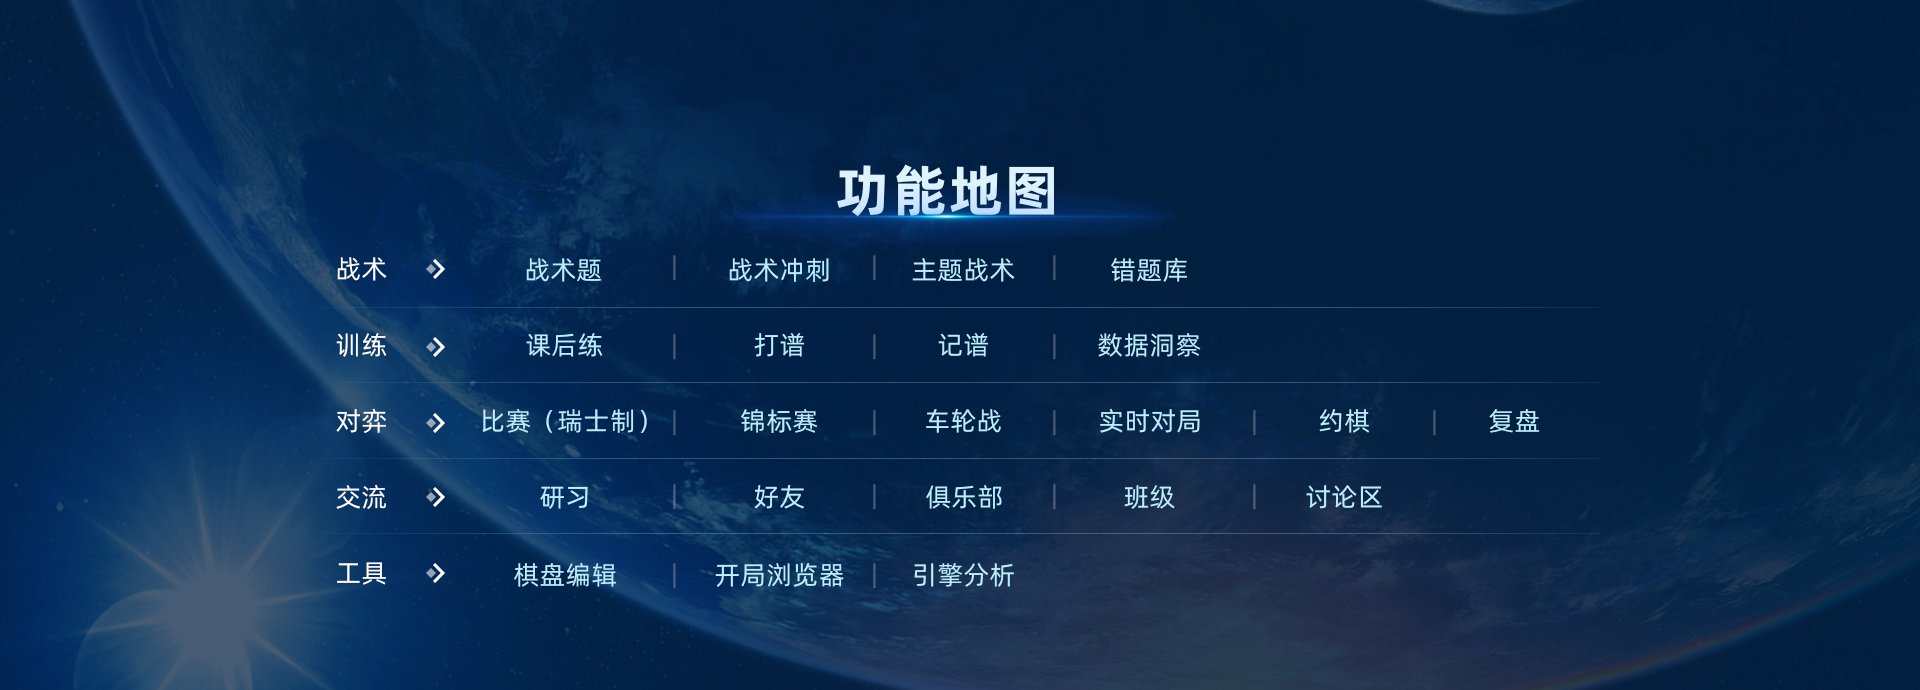 功能地图
战术 战术题 | 战术冲刺 | 主题战术 | 错题库
训练 课后练 | 打谱 | 记谱 | 数据洞察
对弈 比赛（瑞士制）| 锦标赛 | 车轮战 | 实时对局 | 约棋 | 复盘
交流 研习 | 好友 | 俱乐部 | 班级 | 讨论区
工具 棋盘编辑 | 开局浏览器 | 引擎分析